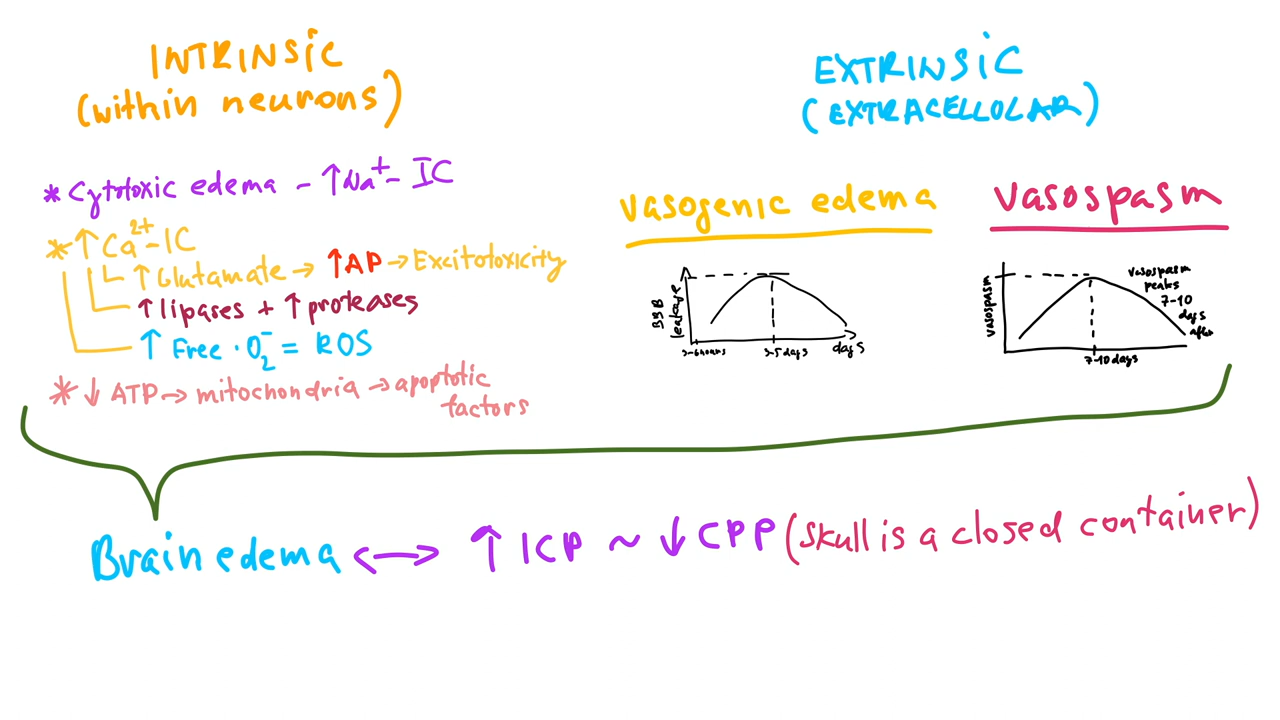 INTRINSIC
(within neurons)
* Cytotoxic edema - ↑Na⁺- IC
* ↑ Ca²⁺-IC
↑ Glutamate → ↑AP → Excitotoxicity
↑ lipases + ↑ proteases
↑ Free · O₂⁻ = ROS
* ↓ ATP → mitochondria → apoptotic
factors
EXTRINSIC
(EXTRACELLOLAR)
vasogenic edema
BBB
leakage
3-6 hours
3-5 days
days
vasospasm
vasospasm
vasospasm
peaks
7-10
days
after
7-10 days
Brain edema ↔ ↑ ICP ~ ↓ CPP (skull is a closed container)